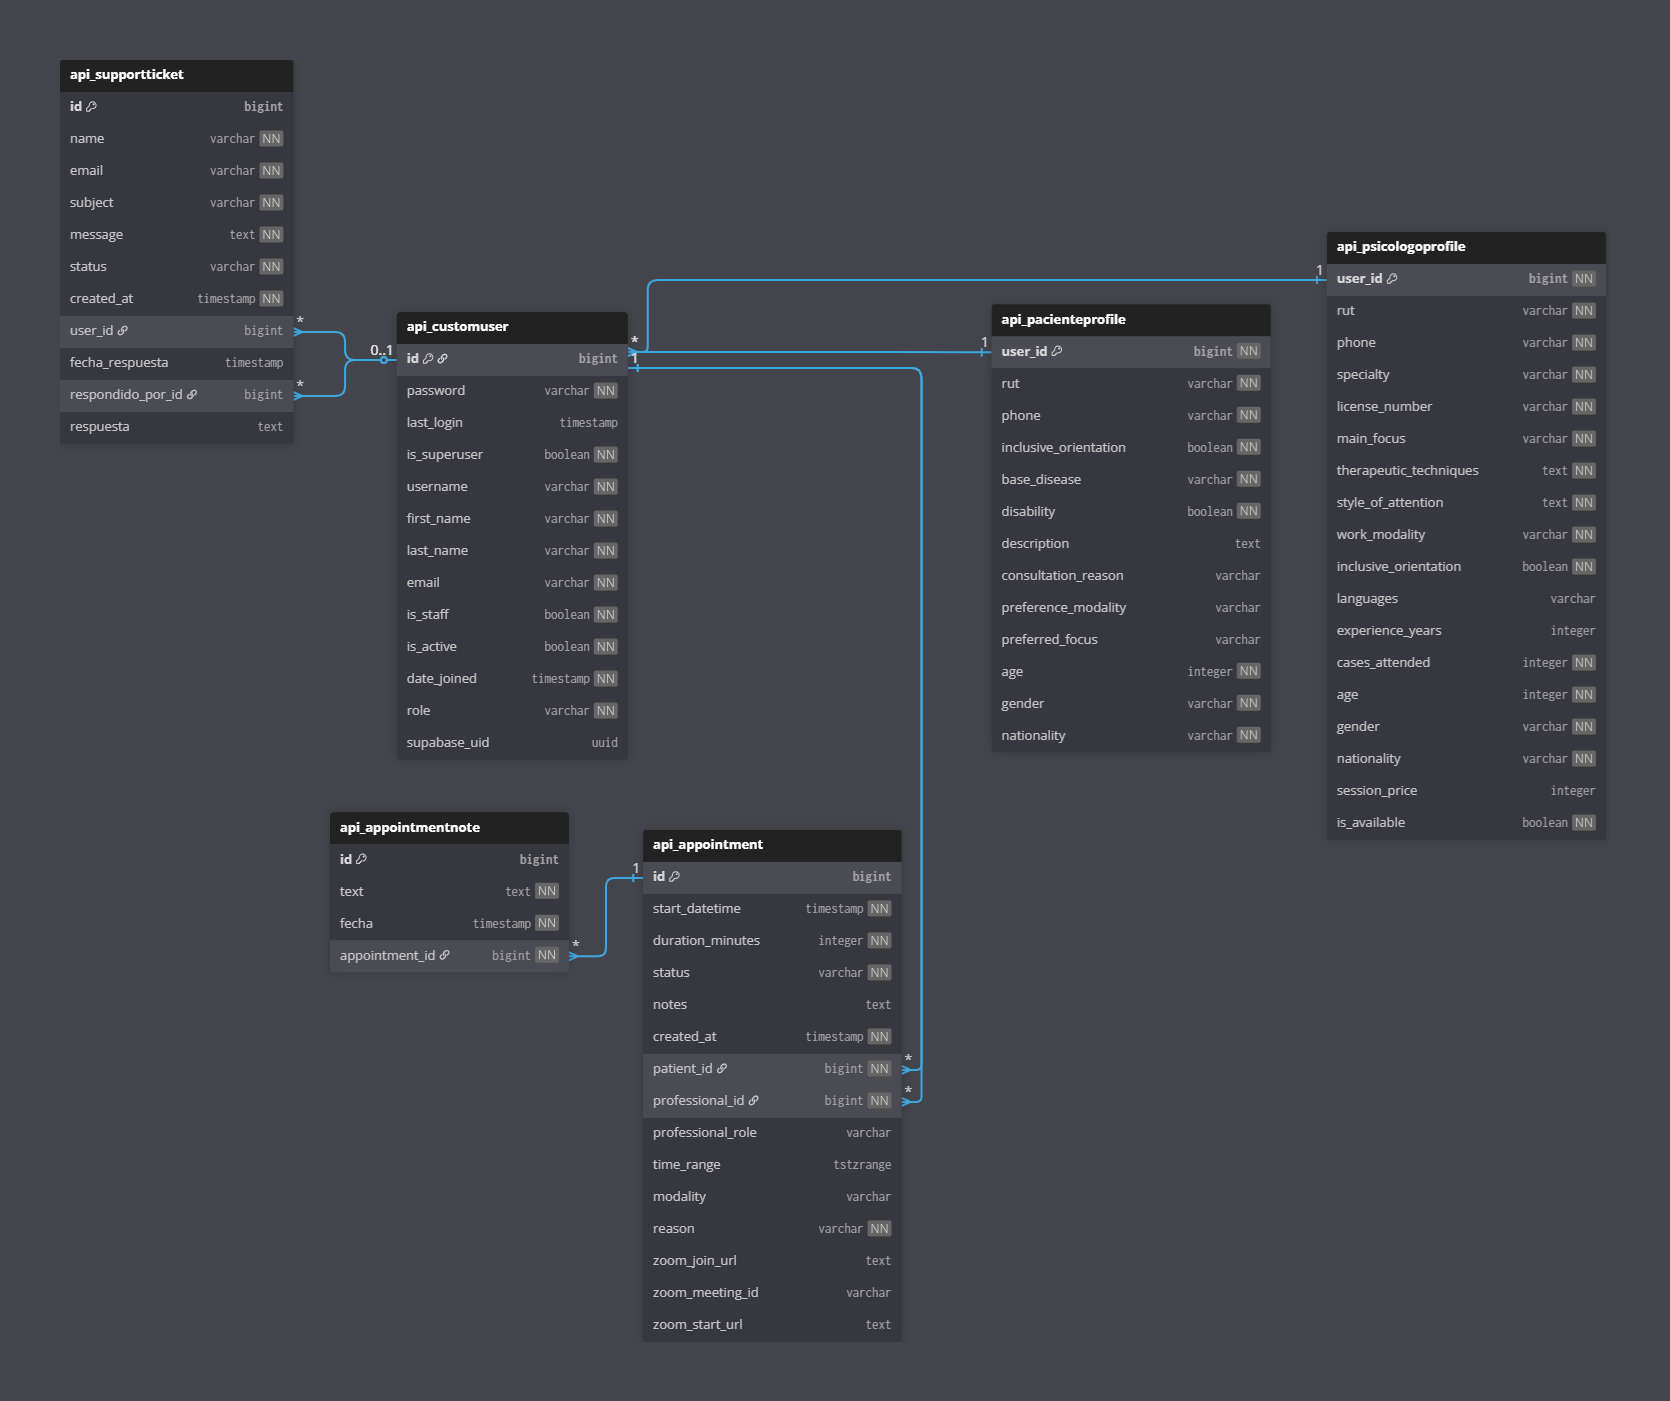 api_supportticket
id bigint
name varchar NN
email varchar NN
subject varchar NN
message text NN
status varchar NN
created_at timestamp NN
user_id bigint
fecha_respuesta timestamp
respondido_por_id bigint
respuesta text
*
*
0..1
api_customuser
id bigint
password varchar NN
last_login timestamp
is_superuser boolean NN
username varchar NN
first_name varchar NN
last_name varchar NN
email varchar NN
is_staff boolean NN
is_active boolean NN
date_joined timestamp NN
role varchar NN
supabase_uid uuid
*
1
1
api_pacienteprofile
user_id bigint NN
rut varchar NN
phone varchar NN
inclusive_orientation boolean NN
base_disease varchar NN
disability boolean NN
description text
consultation_reason varchar
preference_modality varchar
preferred_focus varchar
age integer NN
gender varchar NN
nationality varchar NN
1
api_psicologoprofile
user_id bigint NN
rut varchar NN
phone varchar NN
specialty varchar NN
license_number varchar NN
main_focus varchar NN
therapeutic_techniques text NN
style_of_attention text NN
work_modality varchar NN
inclusive_orientation boolean NN
languages varchar
experience_years integer
cases_attended integer NN
age integer NN
gender varchar NN
nationality varchar NN
session_price integer
is_available boolean NN
api_appointmentnote
id bigint
text text NN
fecha timestamp NN
appointment_id bigint NN
*
1
api_appointment
id bigint
start_datetime timestamp NN
duration_minutes integer NN
status varchar NN
notes text
created_at timestamp NN
patient_id bigint NN
professional_id bigint NN
professional_role varchar
time_range tstzrange
modality varchar
reason varchar NN
zoom_join_url text
zoom_meeting_id varchar
zoom_start_url text
*
*